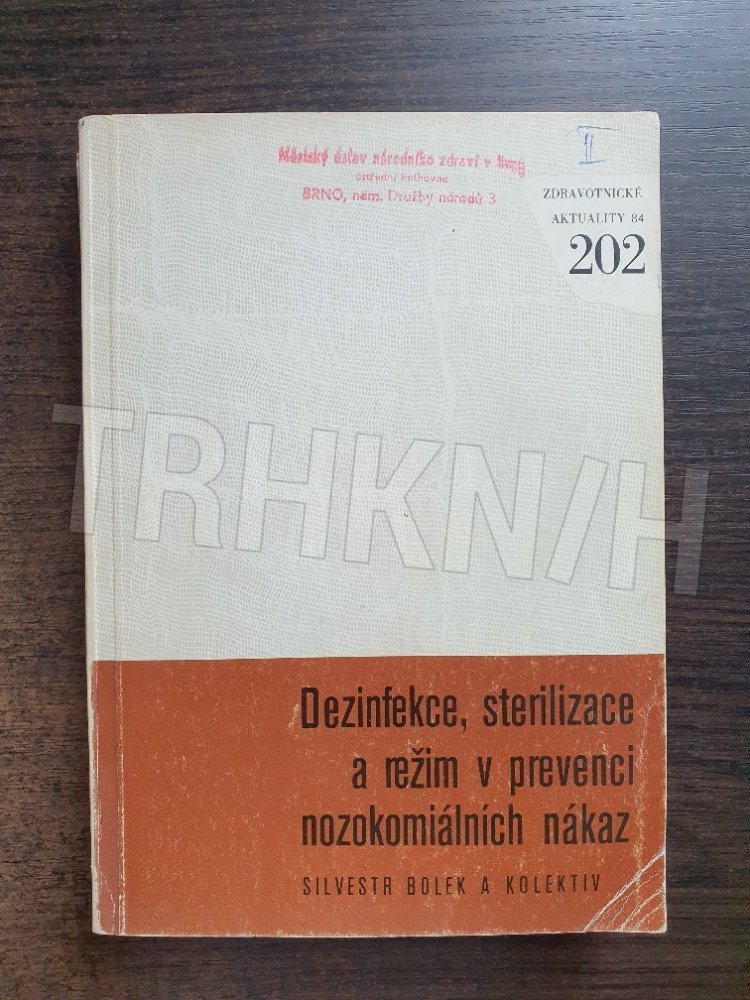 Městský ústav národního zdraví v Brně
ústřední knihovna
BRNO, nám. Družby národů 3
II
ZDRAVOTNICKÉ
AKTUALITY 84
202
TRHKNIH
Dezinfekce, sterilizace
a režim v prevenci
nozokomiálních nákaz
SILVESTR BOLEK A KOLEKTIV